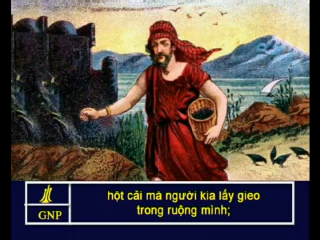 hột cải mà người kia lấy gieo
trong ruộng mình;
GNP